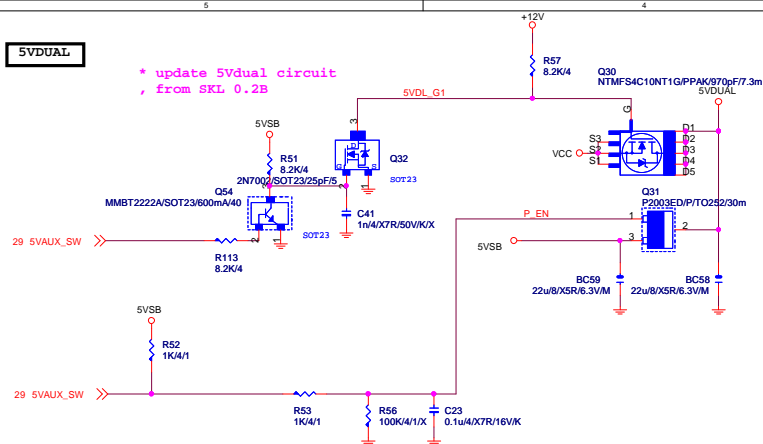 5
4
5VDUAL
* update 5Vdual circuit
, from SKL 0.2B
+12V
R57
8.2K/4
Q30
NTMFS4C10NT1G/PPAK/970pF/7.3m
5VDUAL
5VDL_G1
G
S3
S2
S1
D1
D2
D3
D4
D5
VCC
5VSB
R51
8.2K/4
2N7002/SOT23/25pF/5
3
D
G
S
2
1
Q32
SOT23
Q54
MMBT2222A/SOT23/600mA/40
3
2
1
SOT23
C41
1n/4/X7R/50V/K/X
Q31
P2003ED/P/TO252/30m
P_EN
1
2
3
5VSB
29 5VAUX_SW
R113
8.2K/4
BC59
22u/8/X5R/6.3V/M
BC58
22u/8/X5R/6.3V/M
5VSB
R52
1K/4/1
29 5VAUX_SW
R53
1K/4/1
R56
100K/4/1/X
C23
0.1u/4/X7R/16V/K